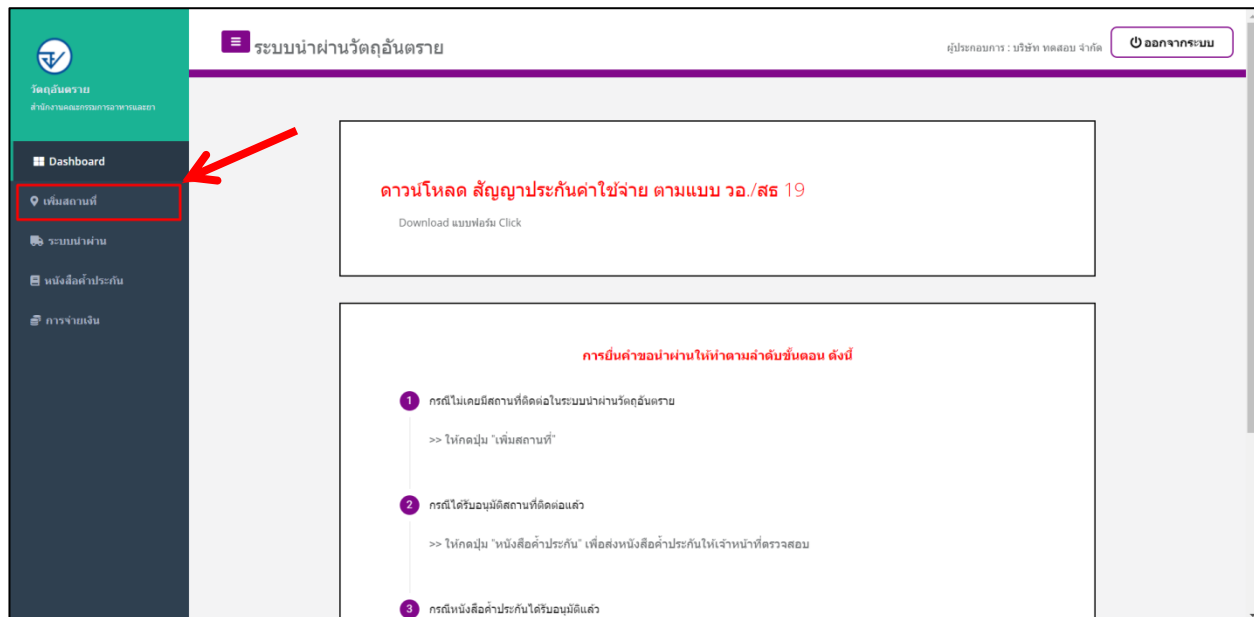 วัตถุอันตราย
สำนักงานคณะกรรมการอาหารและยา
Dashboard
เพิ่มสถานที่
ระบบนำผ่าน
หนังสือค้ำประกัน
การจ่ายเงิน
ระบบนำผ่านวัตถุอันตราย
ผู้ประกอบการ : บริษัท ทดสอบ จำกัด
ออกจากระบบ
ดาวน์โหลด สัญญาประกันค่าใช้จ่าย ตามแบบ วอ./สธ 19
Download แบบฟอร์ม Click
การยื่นคำขอนำผ่านให้ทำตามลำดับขั้นตอน ดังนี้
1 กรณีไม่เคยมีสถานที่ติดต่อในระบบนำผ่านวัตถุอันตราย
>> ให้กดปุ่ม "เพิ่มสถานที่"
2 กรณีได้รับอนุมัติสถานที่ติดต่อแล้ว
>> ให้กดปุ่ม "หนังสือค้ำประกัน" เพื่อส่งหนังสือค้ำประกันให้เจ้าหน้าที่ตรวจสอบ
3 กรณีหนังสือค้ำประกันได้รับอนุมัติแล้ว